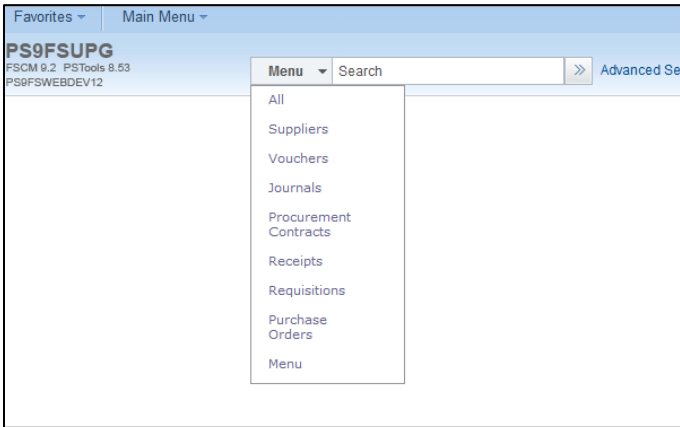 Favorites Main Menu
PS9FSUPG
FSCM 9.2 PSTools 8.53
PS9FSWEBDEV12
Menu Search Advanced Se
All
Suppliers
Vouchers
Journals
Procurement
Contracts
Receipts
Requisitions
Purchase
Orders
Menu